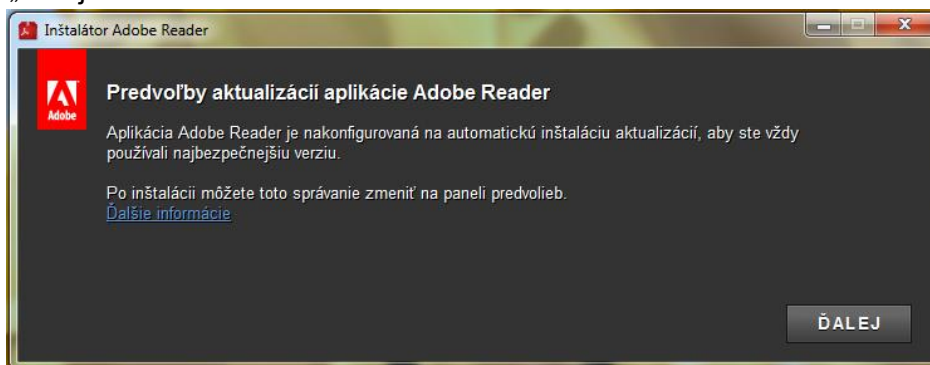 Inštalátor Adobe Reader
Adobe
Predvoľby aktualizácií aplikácie Adobe Reader
Aplikácia Adobe Reader je nakonfigurovaná na automatickú inštaláciu aktualizácií, aby ste vždy
používali najbezpečnejšiu verziu.
Po inštalácii môžete toto správanie zmeniť na paneli predvolieb.
Ďalšie informácie
ĎALEJ